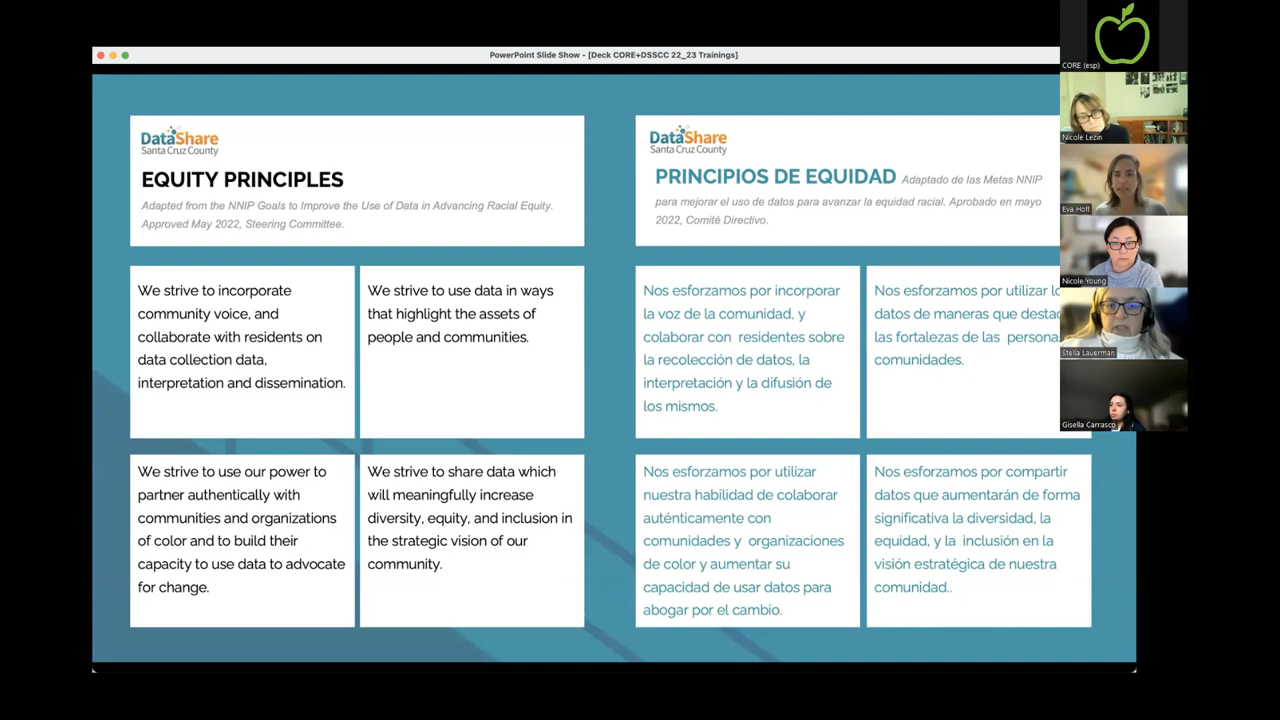 PowerPoint Slide Show - [Deck CORE+DSSCC 22_23 Trainings]
DataShare
Santa Cruz County
EQUITY PRINCIPLES
Adapted from the NNIP Goals to Improve the Use of Data in Advancing Racial Equity.
Approved May 2022, Steering Committee.
We strive to incorporate
community voice, and
collaborate with residents on
data collection data,
interpretation and dissemination.
We strive to use data in ways
that highlight the assets of
people and communities.
We strive to use our power to
partner authentically with
communities and organizations
of color and to build their
capacity to use data to advocate
for change.
We strive to share data which
will meaningfully increase
diversity, equity, and inclusion in
the strategic vision of our
community.
DataShare
Santa Cruz County
PRINCIPIOS DE EQUIDAD Adaptado de las Metas NNIP
para mejorar el uso de datos para avanzar la equidad racial. Aprobado en mayo
2022, Comité Directivo.
Nos esforzamos por incorporar
la voz de la comunidad, y
colaborar con residentes sobre
la recolección de datos, la
interpretación y la difusión de
los mismos.
Nos esforzamos por utilizar
datos de maneras que
las fortalezas de las
comunidades.
Nos esforzamos por utilizar
nuestra habilidad de colaborar
auténticamente con
comunidades y organizaciones
de color y aumentar su
capacidad de usar datos para
abogar por el cambio.
Nos esforzamos por compartir
datos que aumentarán de forma
significativa la diversidad, la
equidad, y la inclusión en la
visión estratégica de nuestra
comunidad..
CORE (esp)
Nicole Lezin
Eva Holt
Nicole Young
Stella Lauerman
Gisella Carrasco